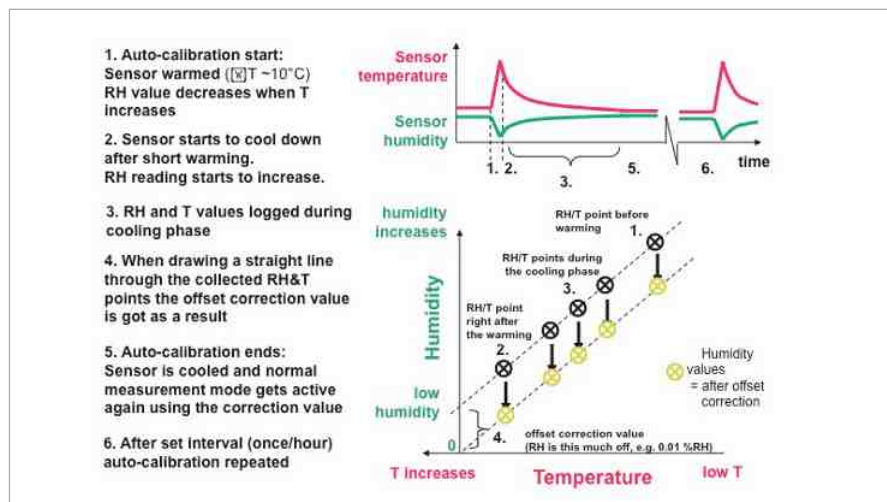 1. Auto-calibration start:
Sensor warmed (ⓧT ~10°C)
RH value decreases when T
increases
2. Sensor starts to cool down
after short warming.
RH reading starts to increase.
3. RH and T values logged during
cooling phase
4. When drawing a straight line
through the collected RH&T
points the offset correction value
is got as a result
5. Auto-calibration ends:
Sensor is cooled and normal
measurement mode gets active
again using the correction value
6. After set interval (once/hour)
auto-calibration repeated
Sensor
temperature
Sensor
humidity
1. 2.
3.
5.
6.
time
humidity
increases
Humidity
low
humidity
0
RH/T point before
warming
1.
RH/T points during
the cooling phase
3.
RH/T point
right after
the warming
2.
4.
offset correction value
(RH is this much off, e.g. 0.01 %RH)
Humidity
values
= after offset
correction
T increases
Temperature
low T